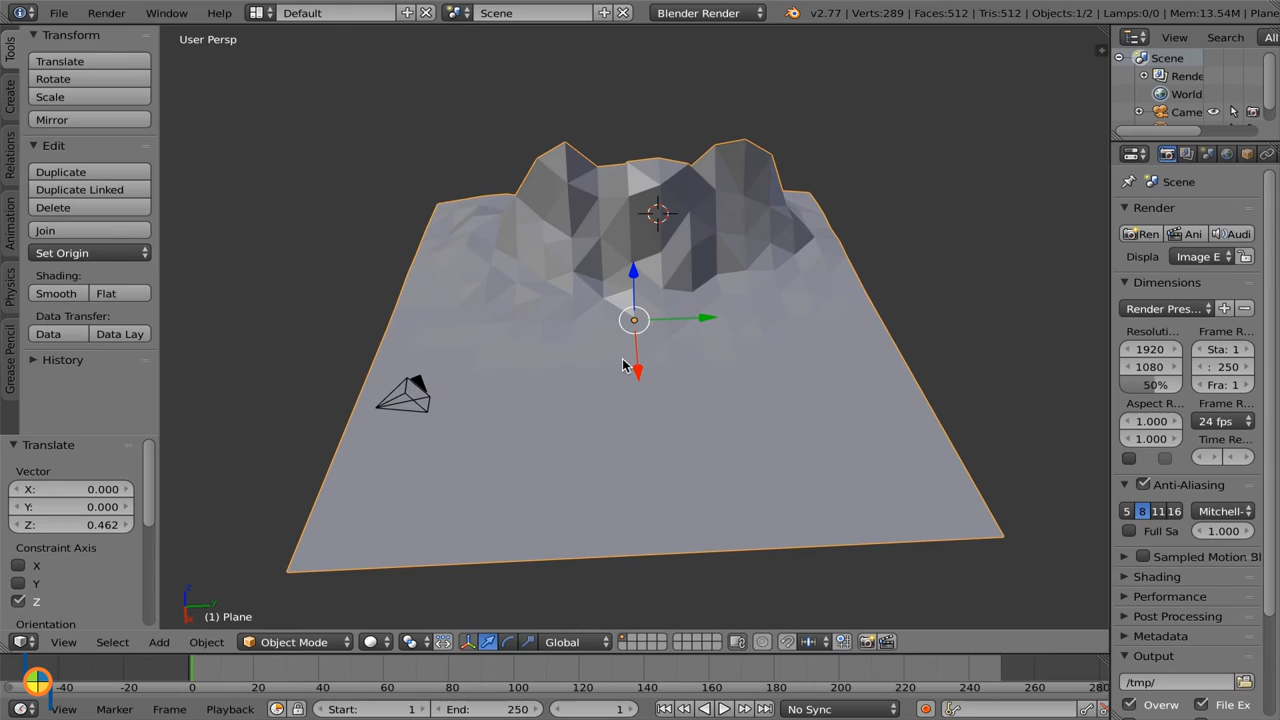 File Render Window Help Default Scene Blender Render v2.77 | Verts:289 | Faces:512 | Tris:512 | Objects:1/2 | Lamps:0/0 | Mem:13.54M | Plane
Tools
Create
Relations
Animation
Physics
Grease Pencil
Transform
Translate
Rotate
Scale
Mirror
Edit
Duplicate
Duplicate Linked
Delete
Join
Set Origin
Shading:
Smooth Flat
Data Transfer:
Data Data Lay
History
Translate
Vector
X: 0.000
Y: 0.000
Z: 0.462
Constraint Axis
X
Y
Z
Orientation
User Persp
z
y
x
(1) Plane
View Select Add Object Object Mode Global
-40 -20 0 20 40 60 80 100 120 140 160 180 200 220 240 260 280
View Marker Frame Playback Start: 1 End: 250 1 No Sync
View Search All
Scene
Rende
World
Came
Scene
Render
Ren Ani Audi
Displa Image E
Dimensions
Render Pres...
Resoluti... Frame R...
1920 Sta: 1
1080 : 250
50% Fra: 1
Aspect R... Frame R...
1.000 24 fps
1.000 Time Re...
Anti-Aliasing
5 8 11 16 Mitchell-
Full Sa 1.000
Sampled Motion Bl
Shading
Performance
Post Processing
Metadata
Output
/tmp/
Overw File Ex